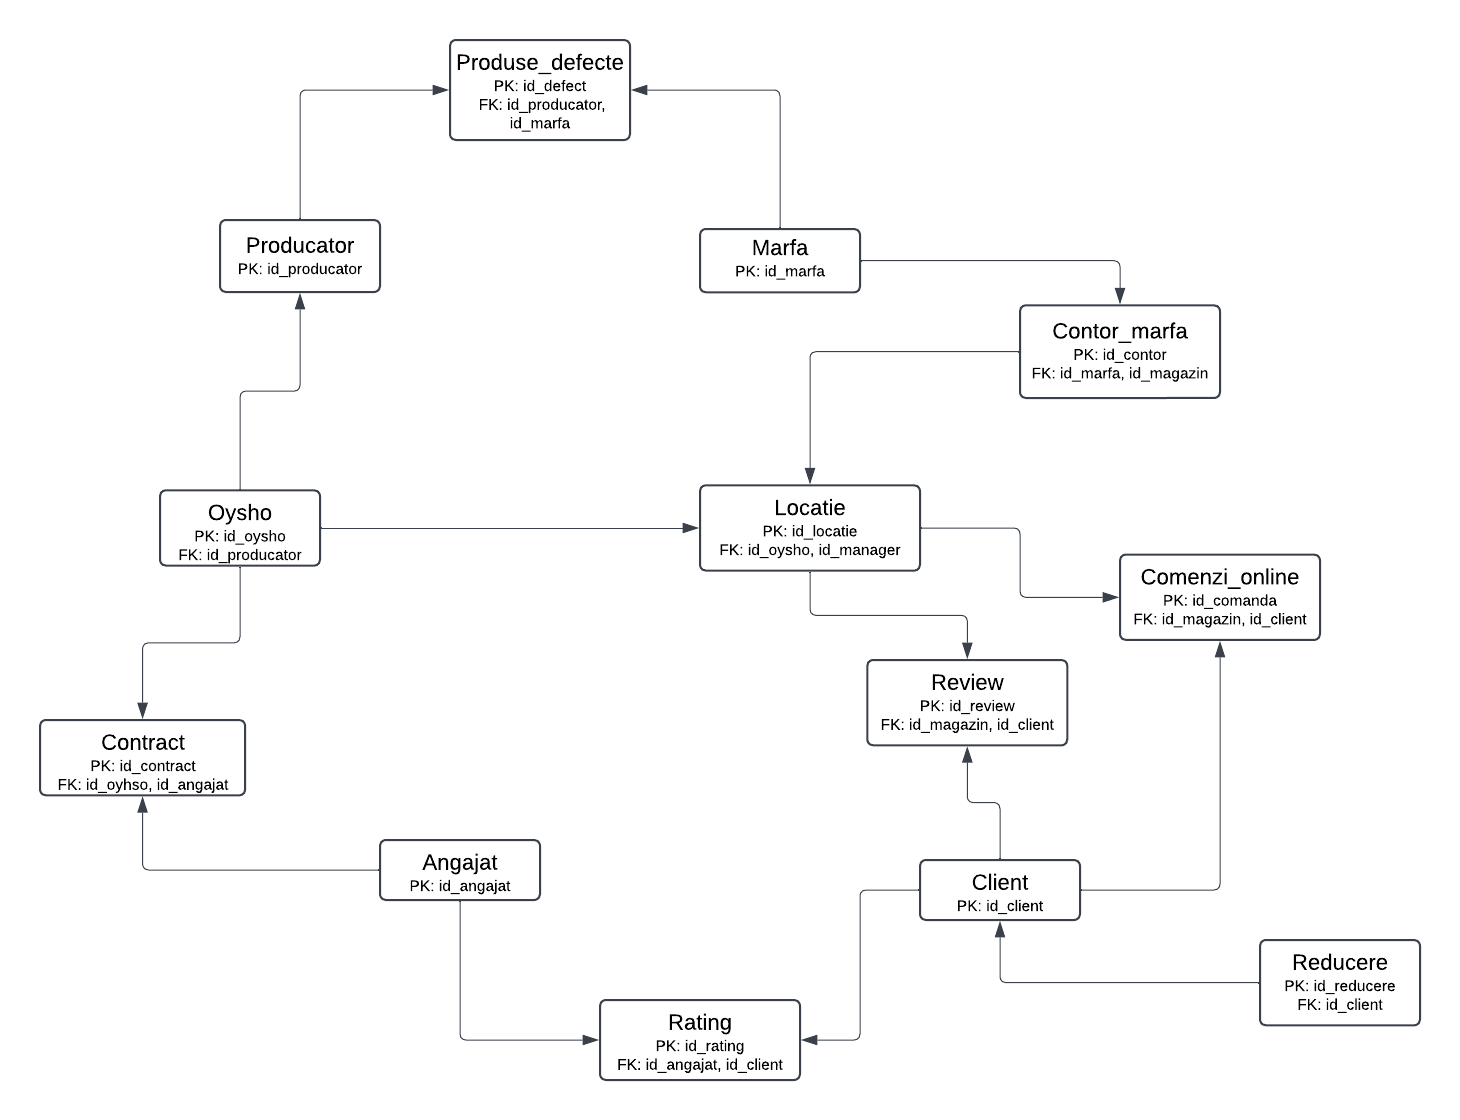 Produse_defecte
PK: id_defect
FK: id_producator,
id_marfa
Producator
PK: id_producator
Marfa
PK: id_marfa
Contor_marfa
PK: id_contor
FK: id_marfa, id_magazin
Oysho
PK: id_oysho
FK: id_producator
Locatie
PK: id_locatie
FK: id_oysho, id_manager
Comenzi_online
PK: id_comanda
FK: id_magazin, id_client
Review
PK: id_review
FK: id_magazin, id_client
Contract
PK: id_contract
FK: id_oyhso, id_angajat
Angajat
PK: id_angajat
Client
PK: id_client
Reducere
PK: id_reducere
FK: id_client
Rating
PK: id_rating
FK: id_angajat, id_client